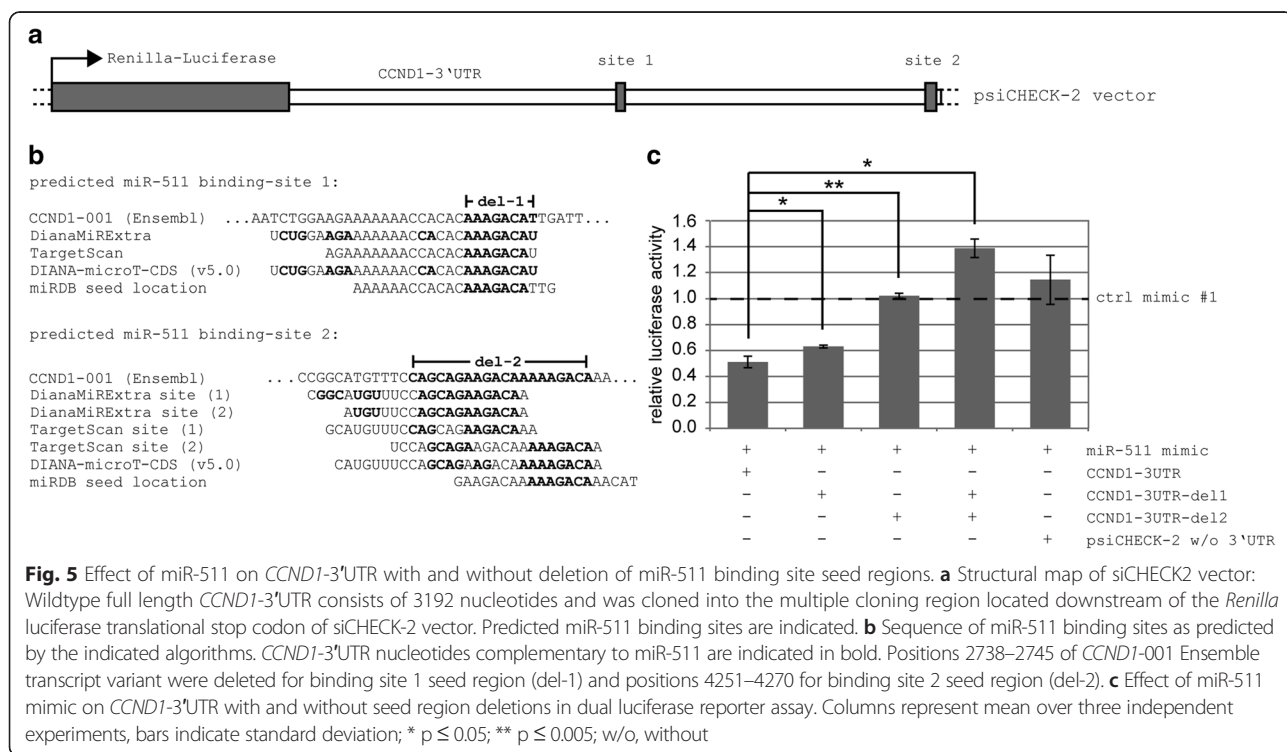 a
Renilla-Luciferase
CCND1-3'UTR
site 1
site 2
psiCHECK-2 vector
b
predicted miR-511 binding-site 1:
del-1
CCND1-001 (Ensembl) ...AATCTGGAAGAAAAAAACCACACAAAGACATTGATT...
DianaMiRExtra UCUGGAAGAAAAAAACCACACAAAGACAU
TargetScan AGAAAAAAACCACACAAAGACAU
DIANA-microT-CDS (v5.0) UCUGGAAGAAAAAAACCACACAAAGACAU
miRDB seed location AAAAAACCACACAAAGACATTG
predicted miR-511 binding-site 2:
del-2
CCND1-001 (Ensembl) ...CCGGCATGTTTCCAGCAGAAGACAAAAAGACAAA...
DianaMiRExtra site (1) CGGCAUGUUUCCAGCAGAAGACAA
DianaMiRExtra site (2) AUGUUUCCAGCAGAAGACAA
TargetScan site (1) GCAUGUUUCCAGCAGAAGACAAA
TargetScan site (2) UCCAGCAGAAGACAAAAAGACAA
DIANA-microT-CDS (v5.0) CAUGUUUCCAGCAGAAGACAAAAAGACAA
miRDB seed location GAAGACAAAAAGACAAACAT
c
*
**
*
relative luciferase activity
1.6
1.4
1.2
1.0
0.8
0.6
0.4
0.2
0.0
ctrl mimic #1
+ + + + + miR-511 mimic
+ – – – – CCND1-3UTR
– + – + – CCND1-3UTR-del1
– – + + – CCND1-3UTR-del2
– – – – + psiCHECK-2 w/o 3'UTR
Fig. 5 Effect of miR-511 on CCND1-3′UTR with and without deletion of miR-511 binding site seed regions. a Structural map of siCHECK2 vector:
Wildtype full length CCND1-3′UTR consists of 3192 nucleotides and was cloned into the multiple cloning region located downstream of the Renilla
luciferase translational stop codon of siCHECK-2 vector. Predicted miR-511 binding sites are indicated. b Sequence of miR-511 binding sites as predicted
by the indicated algorithms. CCND1-3′UTR nucleotides complementary to miR-511 are indicated in bold. Positions 2738–2745 of CCND1-001 Ensemble
transcript variant were deleted for binding site 1 seed region (del-1) and positions 4251–4270 for binding site 2 seed region (del-2). c Effect of miR-511
mimic on CCND1-3′UTR with and without seed region deletions in dual luciferase reporter assay. Columns represent mean over three independent
experiments, bars indicate standard deviation; * p ≤ 0.05; ** p ≤ 0.005; w/o, without